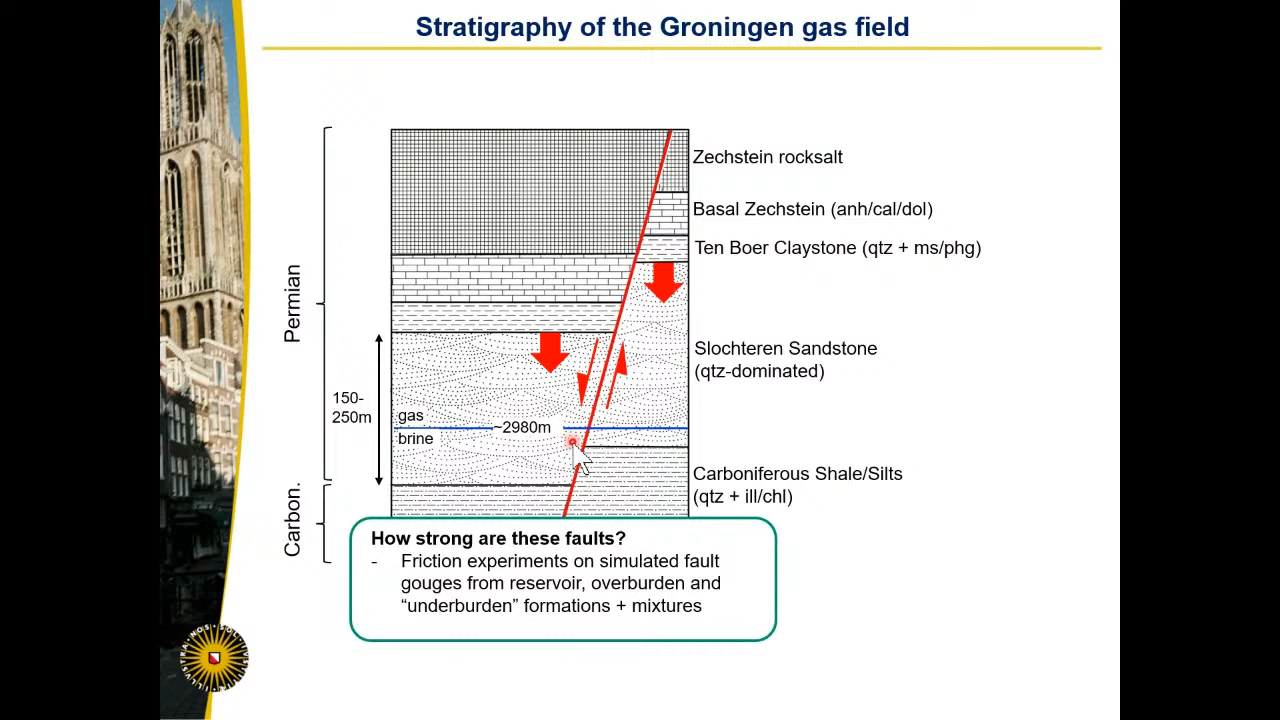 Stratigraphy of the Groningen gas field
Permian
Carbon.
150-
250m
gas
brine
~2980m
Zechstein rocksalt
Basal Zechstein (anh/cal/dol)
Ten Boer Claystone (qtz + ms/phg)
Slochteren Sandstone
(qtz-dominated)
Carboniferous Shale/Silts
(qtz + ill/chl)
How strong are these faults?
- Friction experiments on simulated fault
gouges from reservoir, overburden and
“underburden” formations + mixtures